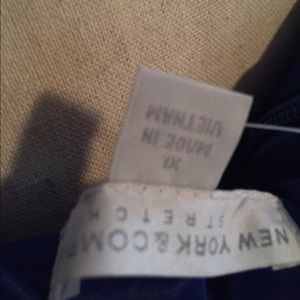 XL
MADE IN
VIETNAM
NEW YORK & COMP
STRETCH